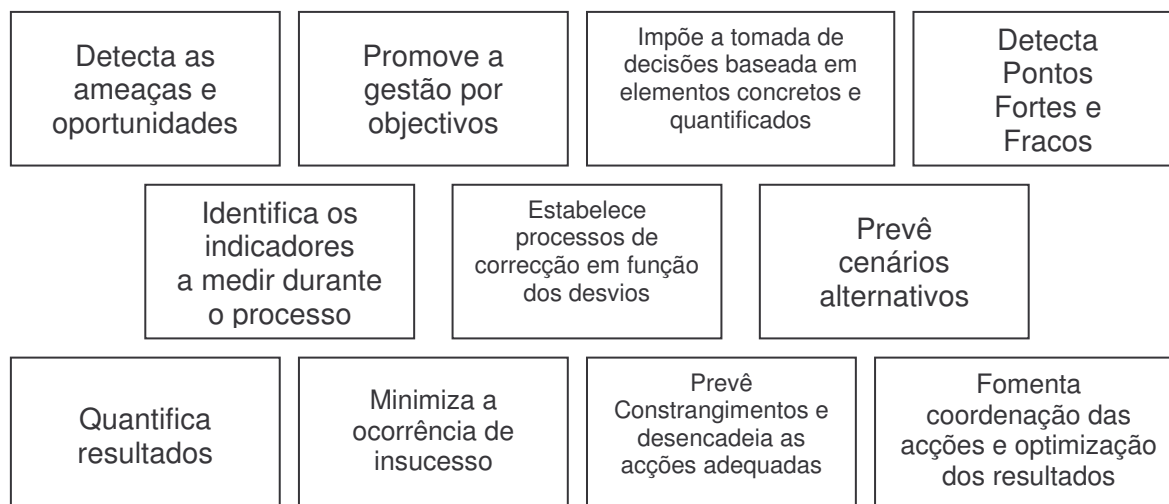 Detecta as
ameaças e
oportunidades
Promove a
gestão por
objectivos
Impõe a tomada de
decisões baseada em
elementos concretos e
quantificados
Detecta
Pontos
Fortes e
Fracos
Identifica os
indicadores
a medir durante
o processo
Estabelece
processos de
correcção em função
dos desvios
Prevê
cenários
alternativos
Quantifica
resultados
Minimiza a
ocorrência de
insucesso
Prevê
Constrangimentos e
desencadeia as
acções adequadas
Fomenta
coordenação das
acções e optimização
dos resultados